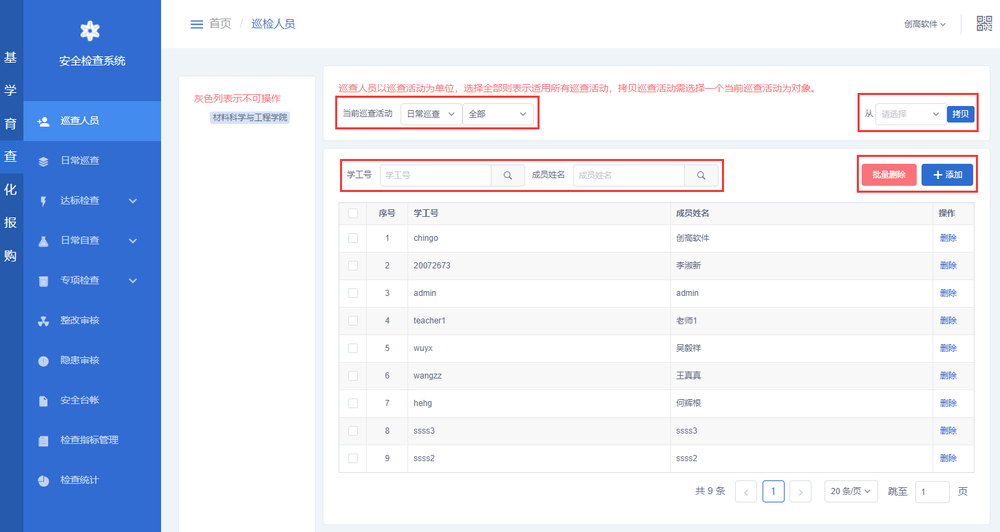 基
学
育
查
化
报
购
安全检查系统
巡查人员
日常巡查
达标检查
日常自查
专项检查
整改审核
隐患审核
安全台帐
检查指标管理
检查统计
首页 / 巡检人员
创高软件
灰色列表示不可操作
材料科学与工程学院
巡查人员以巡查活动为单位，选择全部则表示适用所有巡查活动，拷贝巡查活动需选择一个当前巡查活动为对象。
当前巡查活动 日常巡查 全部 从 请选择 拷贝
学工号 学工号 成员姓名 成员姓名 批量删除 添加
序号 学工号 成员姓名 操作
1 chingo 创高软件 删除
2 20072673 李淑新 删除
3 admin admin 删除
4 teacher1 老师1 删除
5 wuyx 吴毅祥 删除
6 wangzz 王真真 删除
7 hehg 何辉根 删除
8 ssss3 ssss3 删除
9 ssss2 ssss2 删除
共 9 条 1 20 条/页 跳至 1 页